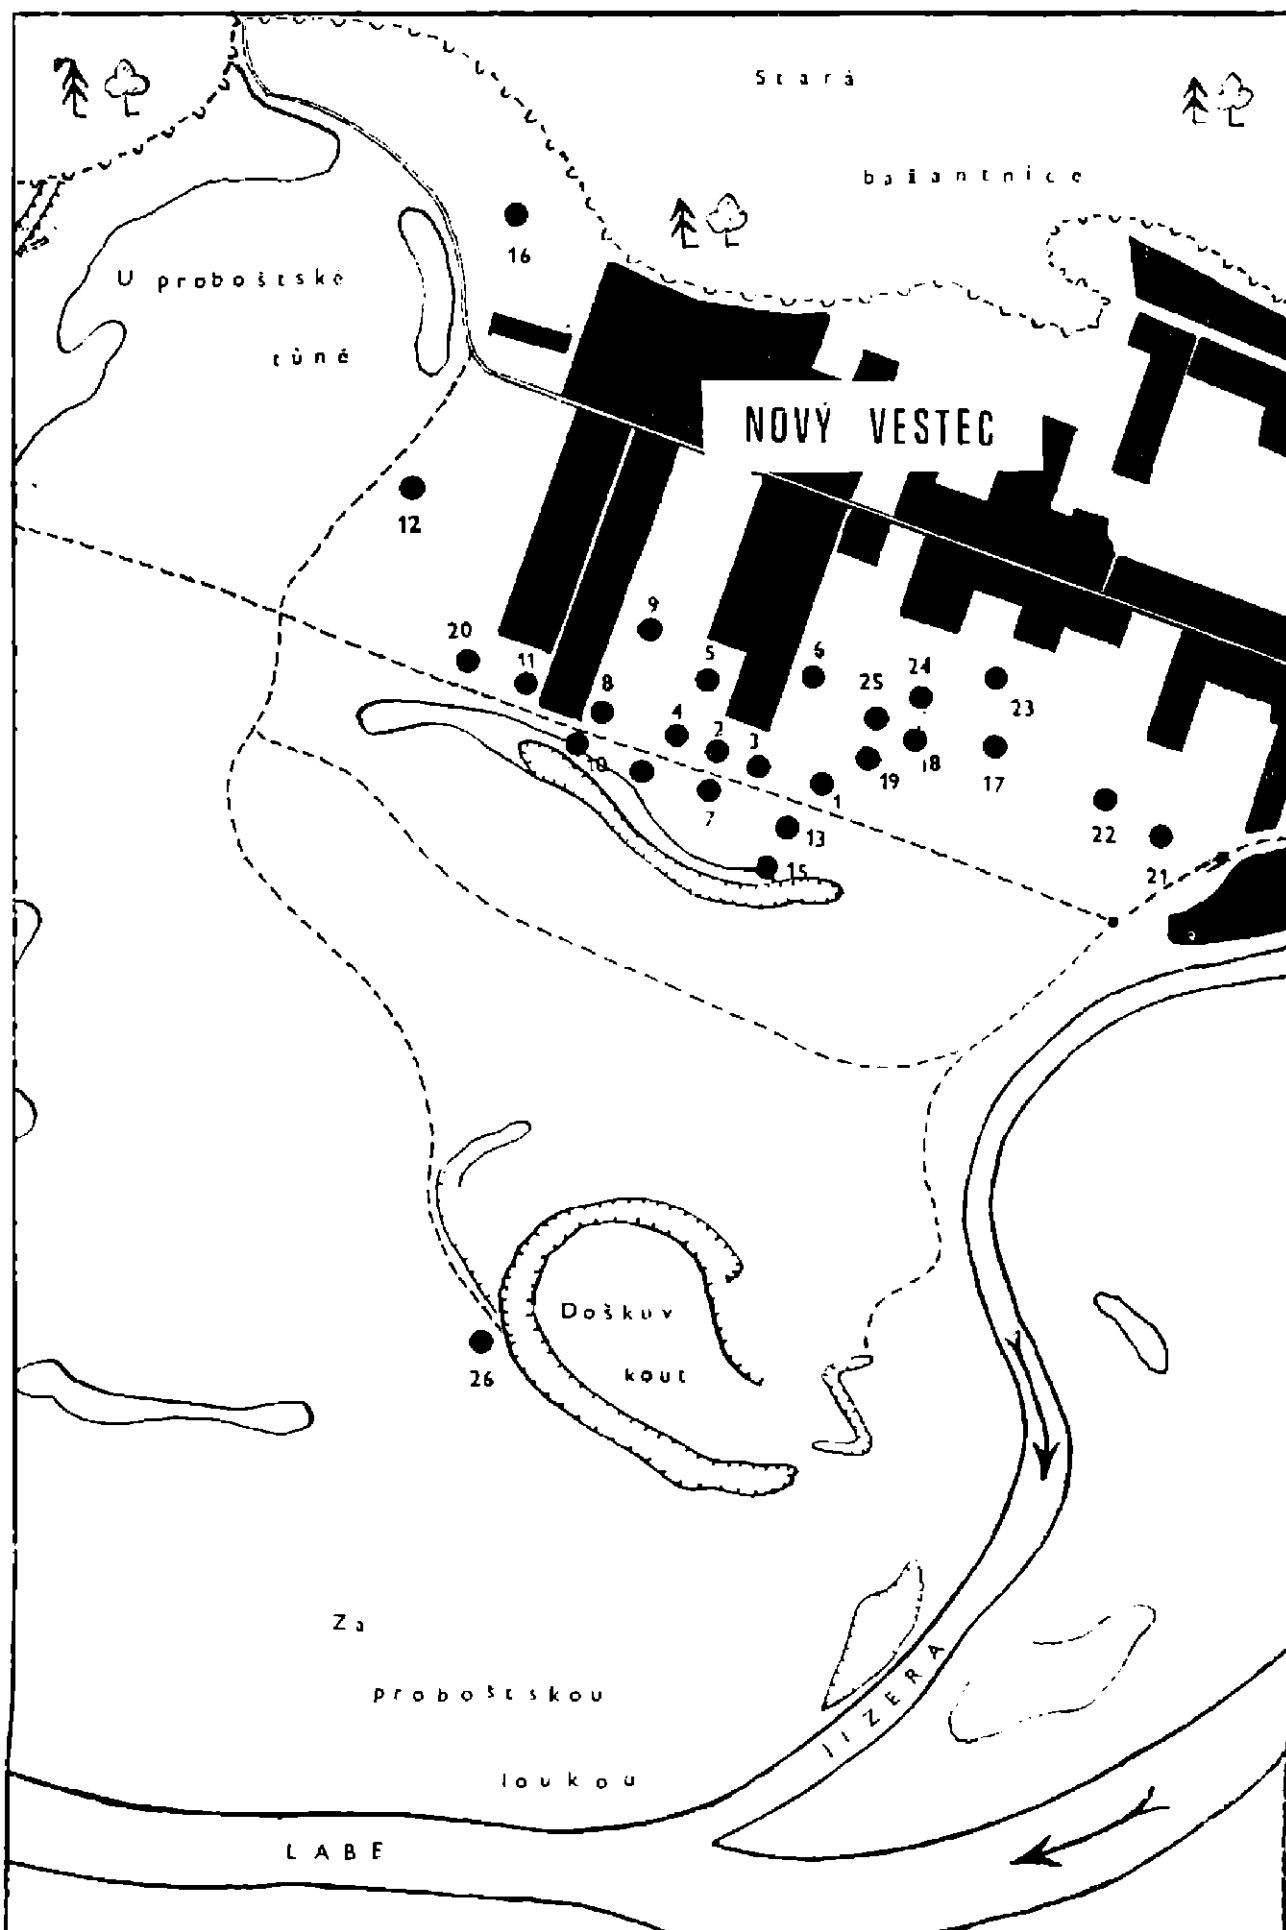 Stará
bažantnice
16
U proboštské
tůně
NOVÝ VESTEC
12
9
20
5
6
11
24
8
25
23
4
2
3
10
18
19
17
1
7
13
22
15
21
Doškuv
kout
26
Za
proboštskou
loukou
JIZERA
LABE